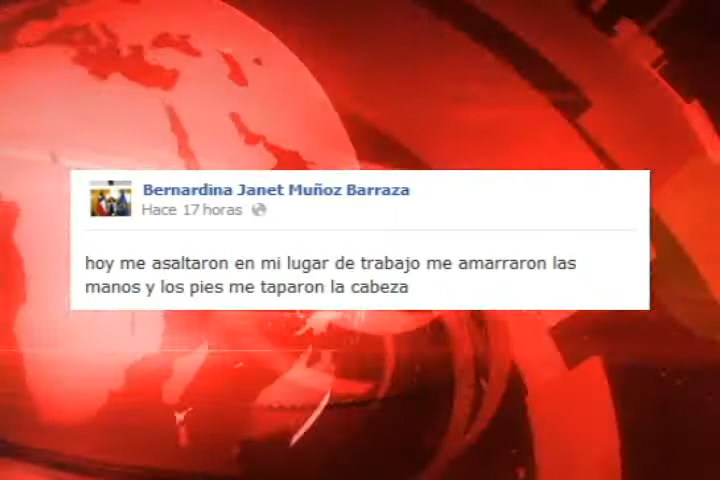 Bernardina Janet Muñoz Barraza
Hace 17 horas
hoy me asaltaron en mi lugar de trabajo me amarraron las
manos y los pies me taparon la cabeza